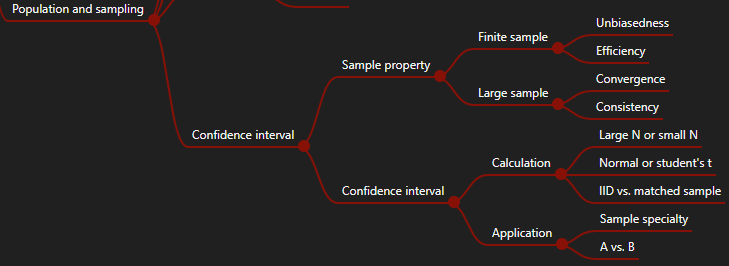 Population and sampling
Unbiasedness
Finite sample
Efficiency
Sample property
Convergence
Large sample
Consistency
Confidence interval
Large N or small N
Calculation
Normal or student's t
Confidence interval
IID vs. matched sample
Sample specialty
Application
A vs. B